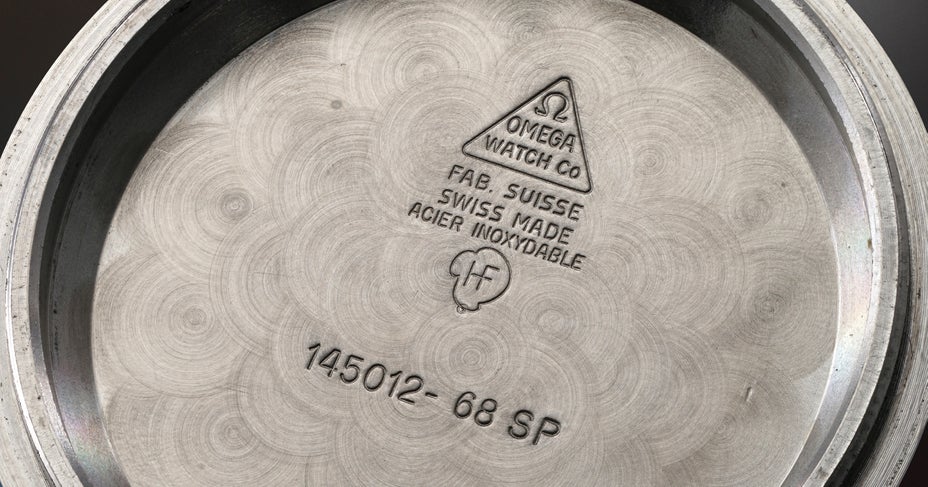 Ω
OMEGA
WATCH Co
FAB. SUISSE
SWISS MADE
ACIER INOXYDABLE
HF
145012- 68 SP